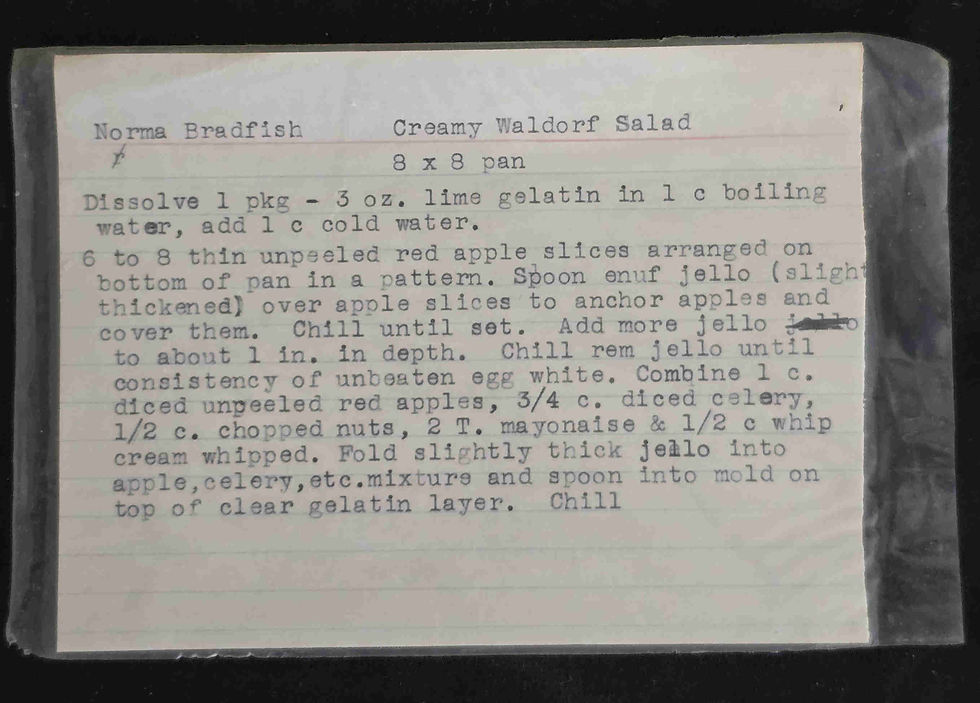 Norma Bradfish Creamy Waldorf Salad
8 x 8 pan
Dissolve 1 pkg - 3 oz. lime gelatin in 1 c boiling
water, add 1 c cold water.
6 to 8 thin unpeeled red apple slices arranged on
bottom of pan in a pattern. Spoon enuf jello (slight
thickened) over apple slices to anchor apples and
cover them. Chill until set. Add more jello
to about 1 in. in depth. Chill rem jello until
consistency of unbeaten egg white. Combine 1 c.
diced unpeeled red apples, 3/4 c. diced celery,
1/2 c. chopped nuts, 2 T. mayonaise & 1/2 c whip
cream whipped. Fold slightly thick jello into
apple,celery,etc.mixture and spoon into mold on
top of clear gelatin layer. Chill